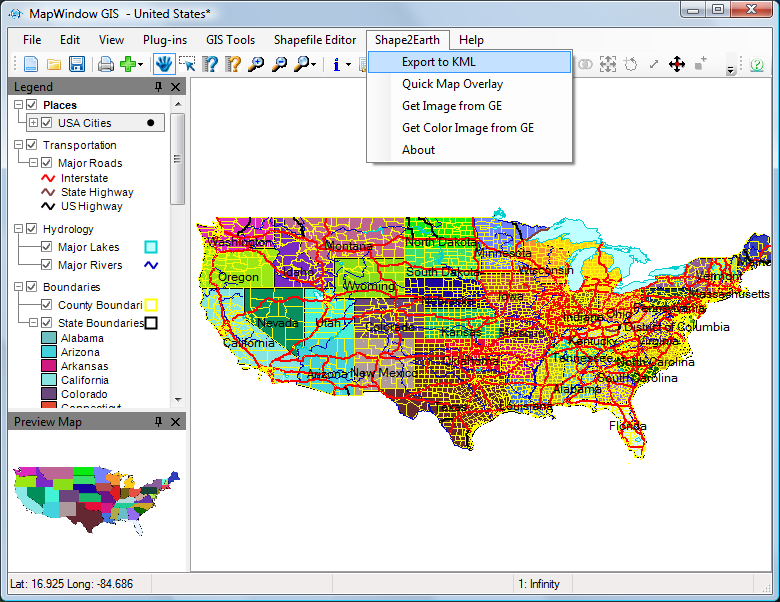 MapWindow GIS - United States*
File Edit View Plug-ins GIS Tools Shapefile Editor Shape2Earth Help
Export to KML
Quick Map Overlay
Get Image from GE
Get Color Image from GE
About
Legend
Places
USA Cities
Transportation
Major Roads
Interstate
State Highway
US Highway
Hydrology
Major Lakes
Major Rivers
Boundaries
County Boundari
State Boundaries
Alabama
Arizona
Arkansas
California
Colorado
Connecticut
Preview Map
Washington
Montana
North Dakota
Minnesota
Maine
Oregon
Idaho
South Dakota
Wisconsin
Vermont
Wyoming
Iowa
Massachusetts
Nevada
Utah
Colorado
Kansas
Indiana
Ohio
Pennsylvania
District of Columbia
California
Kentucky
Virginia
Arizona
New Mexico
Oklahoma
Tennessee
North Carolina
South Carolina
Alabama
Texas
Louisiana
Florida
Lat: 16.925 Long: -84.686
1: Infinity